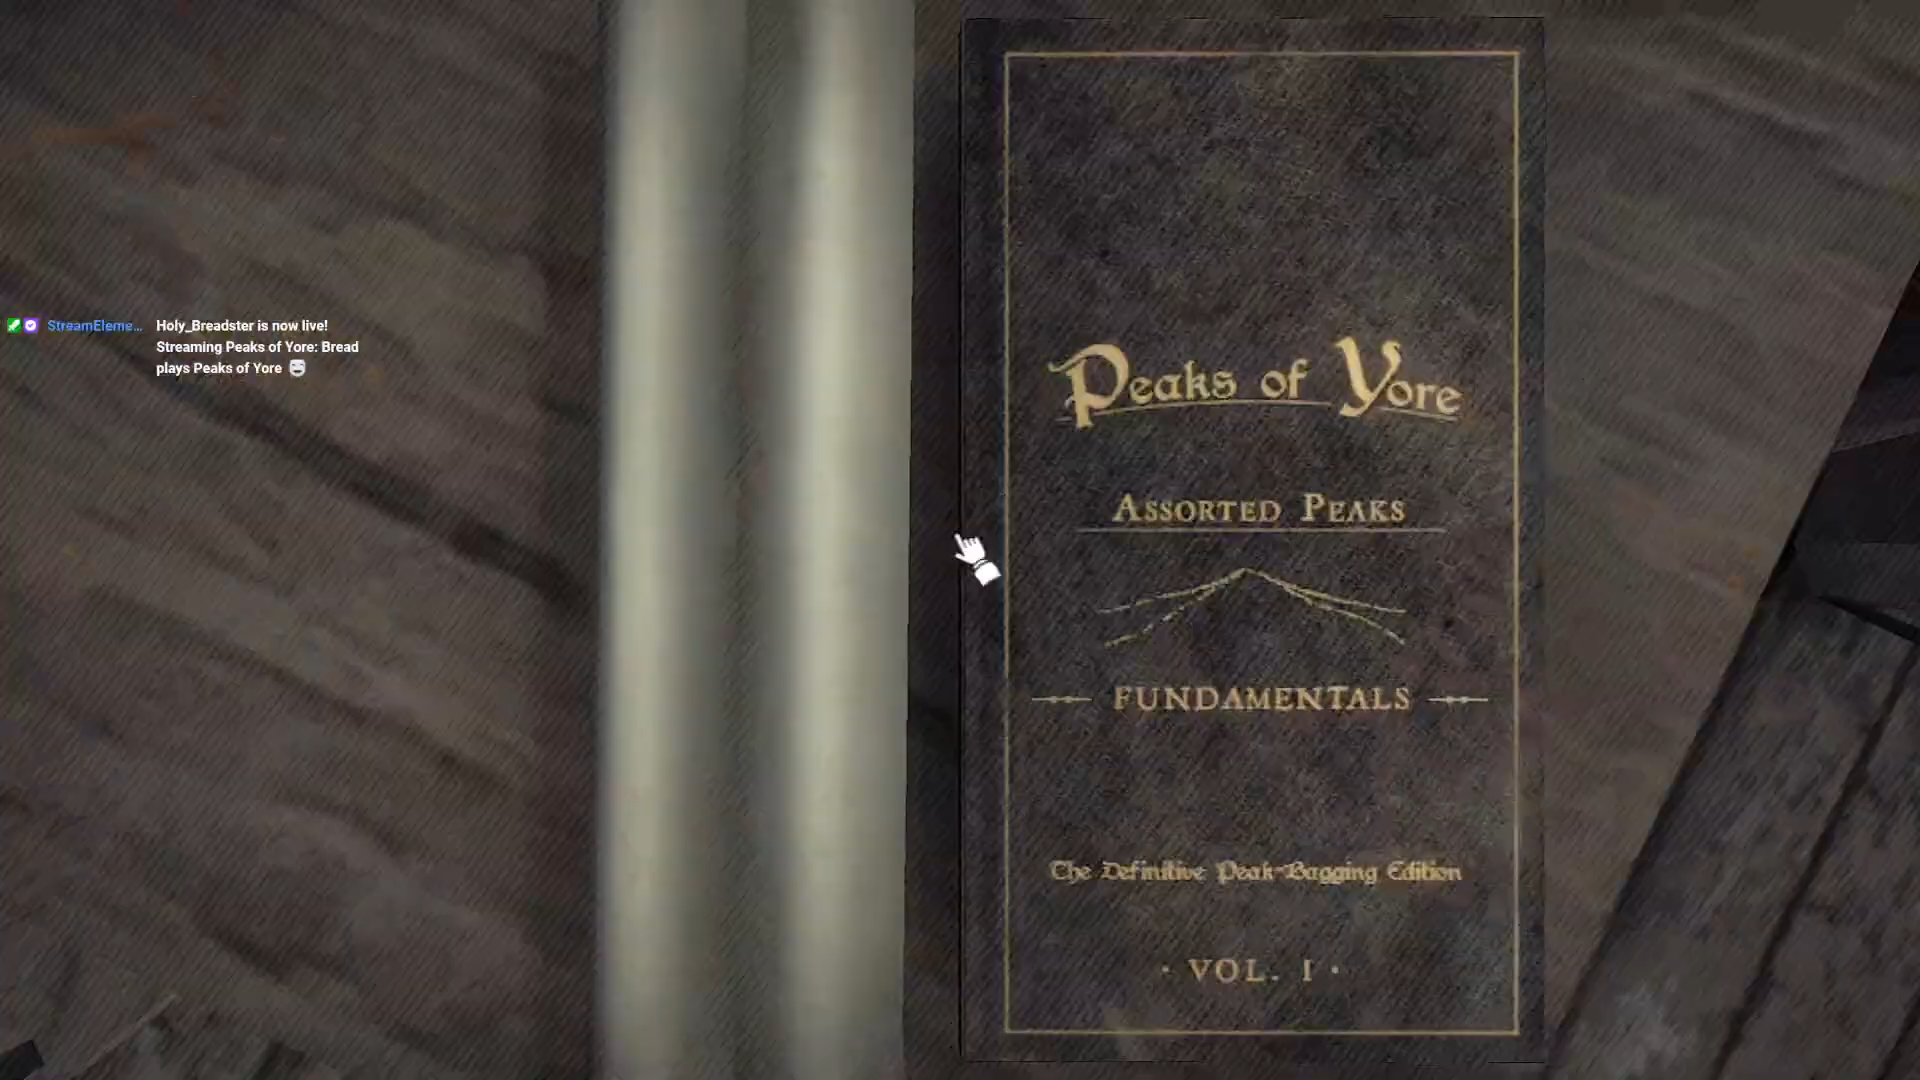 StreamEleme... Holy_Breadster is now live!
Streaming Peaks of Yore: Bread
plays Peaks of Yore
Peaks of Yore
ASSORTED PEAKS
FUNDAMENTALS
The Definitive Peak-Bagging Edition
· VOL. I ·